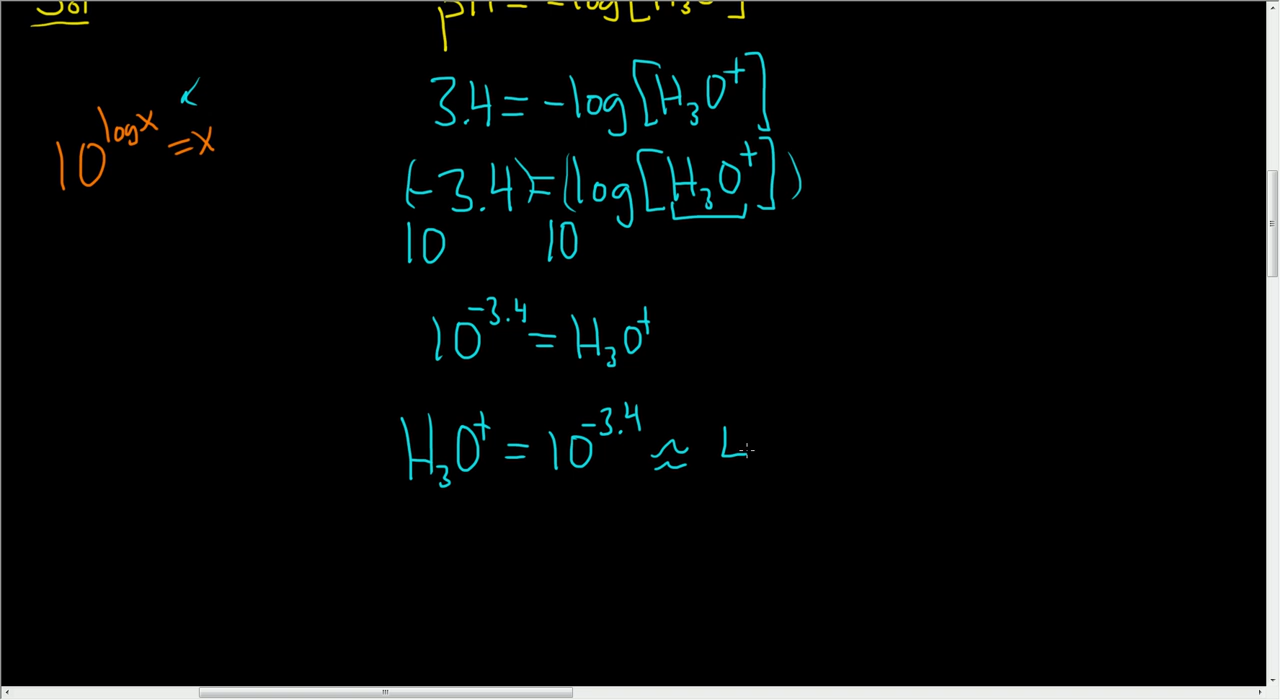 Sol
pH = -log[H₃O⁺]
3.4 = -log[H₃O⁺]
10^(log x) = x
(-3.4) = (log[H₃O⁺])
10 10
10^(-3.4) = H₃O⁺
H₃O⁺ = 10^(-3.4) ≈